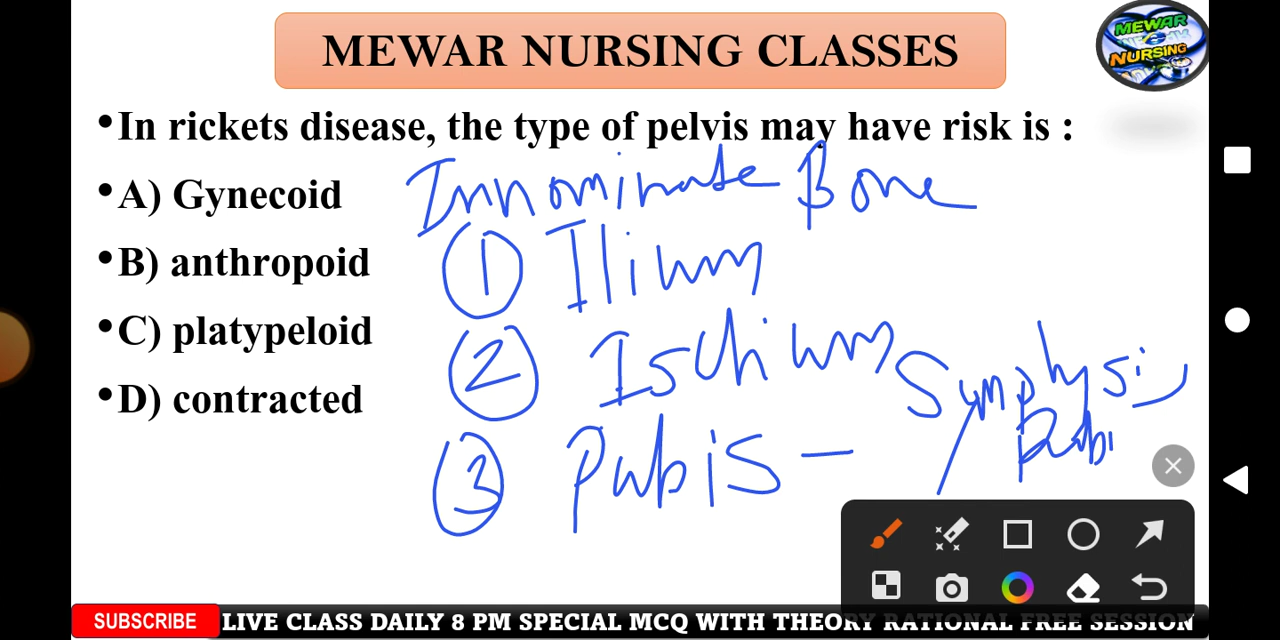 MEWAR NURSING CLASSES
MEWAR
NURSING
•In rickets disease, the type of pelvis may have risk is :
•A) Gynecoid
Innominate Bone
•B) anthropoid
1 Ilium
•C) platypeloid
2 Ischium
Symphysis
•D) contracted
3 Pubis —
Pubi
SUBSCRIBE
LIVE CLASS DAILY 8 PM SPECIAL MCQ WITH THEORY RATIONAL FREE SESSION